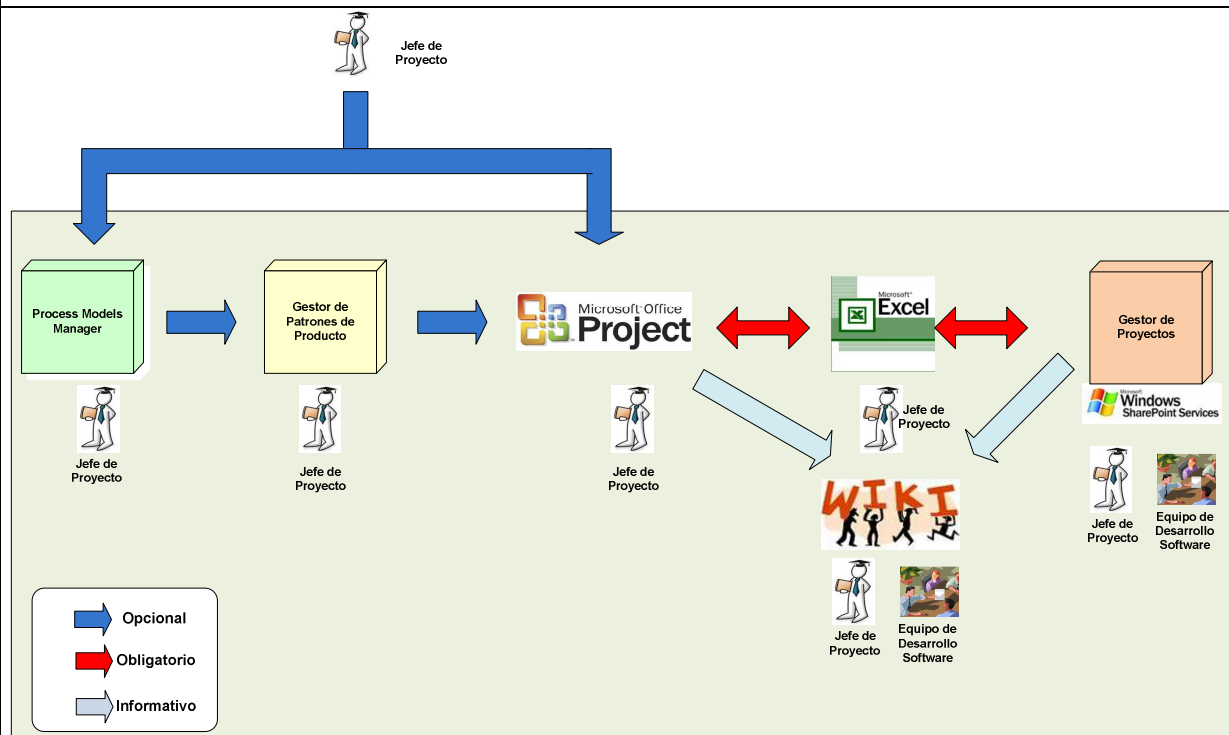 Jefe de
Proyecto
Process Models
Manager
Gestor de
Patrones de
Producto
Microsoft Office
Project
Microsoft
Excel
Gestor de
Proyectos
Microsoft
Windows
SharePoint Services
Jefe de
Proyecto
Jefe de
Proyecto
Jefe de
Proyecto
Jefe de
Proyecto
WIKI
Jefe de
Proyecto
Equipo de
Desarrollo
Software
Jefe de
Proyecto
Equipo de
Desarrollo
Software
Opcional
Obligatorio
Informativo